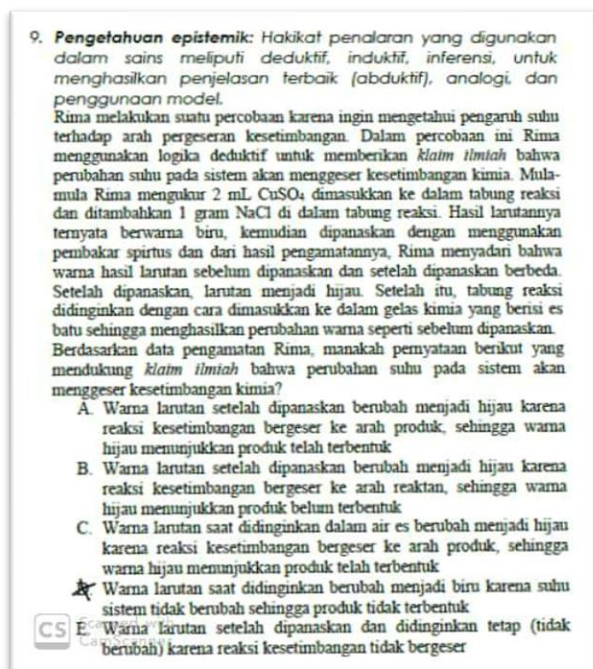 9. Pengetahuan epistemik: Hakikat penalaran yang digunakan
dalam sains meliputi deduktif, induktif, inferensi, untuk
menghasilkan penjelasan terbaik (abduktif), analogi, dan
penggunaan model.
Rima melakukan suatu percobaan karena ingin mengetahui pengaruh suhu
terhadap arah pergeseran kesetimbangan. Dalam percobaan ini Rima
menggunakan logika deduktif untuk memberikan klaim ilmiah bahwa
perubahan suhu pada sistem akan menggeser kesetimbangan kimia. Mula-
mula Rima mengukur 2 mL CuSO₄ dimasukkan ke dalam tabung reaksi
dan ditambahkan 1 gram NaCl di dalam tabung reaksi. Hasil larutannya
ternyata berwarna biru, kemudian dipanaskan dengan menggunakan
pembakar spirtus dan dari hasil pengamatannya, Rima menyadari bahwa
warna hasil larutan sebelum dipanaskan dan setelah dipanaskan berbeda.
Setelah dipanaskan, larutan menjadi hijau. Setelah itu, tabung reaksi
didinginkan dengan cara dimasukkan ke dalam gelas kimia yang berisi es
batu sehingga menghasilkan perubahan warna seperti sebelum dipanaskan.
Berdasarkan data pengamatan Rima, manakah pernyataan berikut yang
mendukung klaim ilmiah bahwa perubahan suhu pada sistem akan
menggeser kesetimbangan kimia?
A. Warna larutan setelah dipanaskan berubah menjadi hijau karena
reaksi kesetimbangan bergeser ke arah produk, sehingga warna
hijau menunjukkan produk telah terbentuk
B. Warna larutan setelah dipanaskan berubah menjadi hijau karena
reaksi kesetimbangan bergeser ke arah reaktan, sehingga warna
hijau menunjukkan produk belum terbentuk
C. Warna larutan saat didinginkan dalam air es berubah menjadi hijau
karena reaksi kesetimbangan bergeser ke arah produk, sehingga
warna hijau menunjukkan produk telah terbentuk
Warna larutan saat didinginkan berubah menjadi biru karena suhu
sistem tidak berubah sehingga produk tidak terbentuk
E. Warna larutan setelah dipanaskan dan didinginkan tetap (tidak
berubah) karena reaksi kesetimbangan tidak bergeser
CS
CamScanner